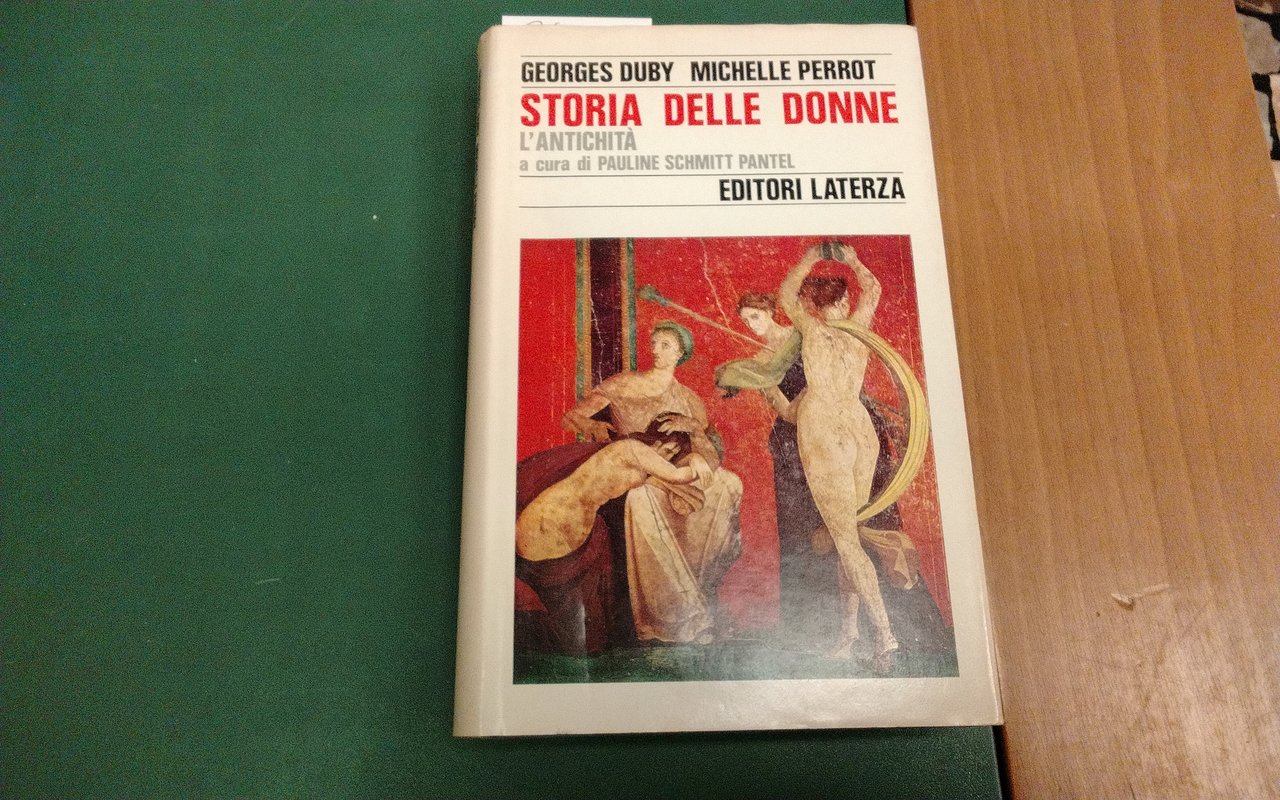 GEORGES DUBY MICHELLE PERROT
STORIA DELLE DONNE
L'ANTICHITÀ
a cura di PAULINE SCHMITT PANTEL
EDITORI LATERZA